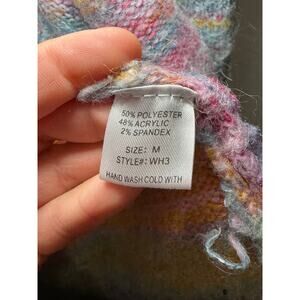 50% POLYESTER
48% ACRYLIC
2% SPANDEX
SIZE: M
STYLE#: WH3
HAND WASH COLD WITH